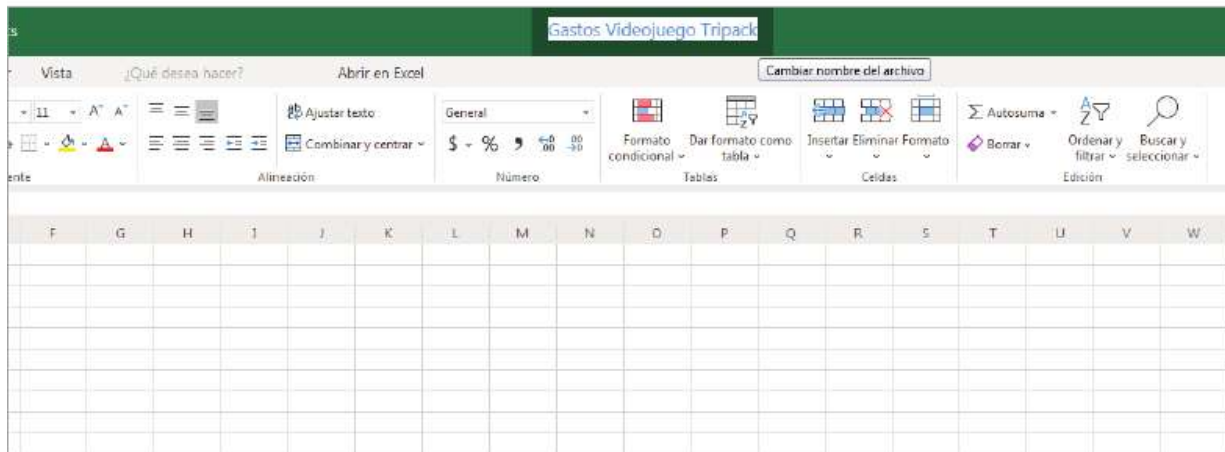 Gastos Videojuego Tripack
Vista ¿Qué desea hacer? Abrir en Excel
Cambiar nombre del archivo
11 A A Ajustar texto General Autosuma
Combinar y centrar $ % Formato condicional Dar formato como tabla Insertar Eliminar Formato Borrar Ordenar y filtrar Buscar y seleccionar
Alineación Número Tablas Celdas Edición
F G H I J K L M N O P Q R S T U V W